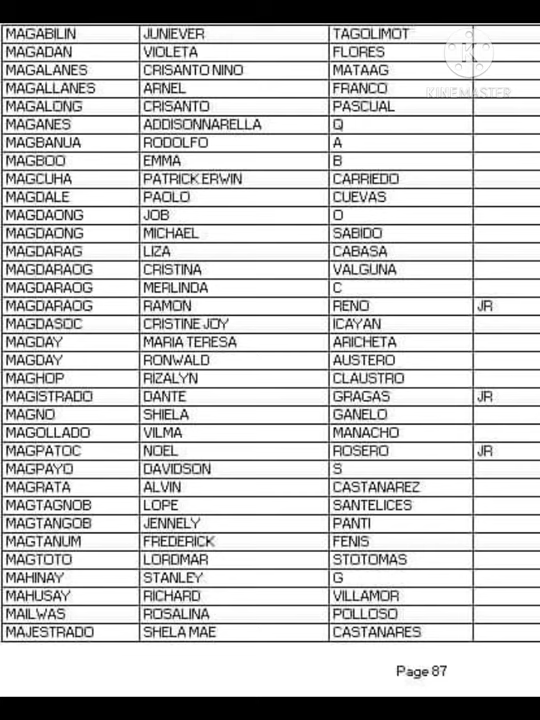 MAGABILIN JUNIEVER TAGOLIMOT
MAGADAN VIOLETA FLORES
MAGALANES CRISANTO NINO MATAAG
MAGALLANES ARNEL FRANCO
MAGALONG CRISANTO PASCUAL
MAGANES ADDISONNARELLA Q
MAGBANUA RODOLFO A
MAGBOO EMMA B
MAGCUHA PATRICK ERWIN CARRIEDO
MAGDALE PAOLO CUEVAS
MAGDAONG JOB O
MAGDAONG MICHAEL SABIDO
MAGDARAG LIZA CABASA
MAGDARAOG CRISTINA VALGUNA
MAGDARAOG MERLINDA C
MAGDARAOG RAMON RENO JR
MAGDASOC CRISTINE JOY ICAYAN
MAGDAY MARIA TERESA ARICHETA
MAGDAY RONWALD AUSTERO
MAGHOP RIZALYN CLAUSTRO
MAGISTRADO DANTE GRAGAS JR
MAGNO SHIELA GANELO
MAGOLLADO VILMA MANACHO
MAGPATOC NOEL ROSERO JR
MAGPAYO DAVIDSON S
MAGRATA ALVIN CASTANAREZ
MAGTAGNOB LOPE SANTELICES
MAGTANGOB JENNELY PANTI
MAGTANUM FREDERICK FENIS
MAGTOTO LORDMAR STOTOMAS
MAHINAY STANLEY G
MAHUSAY RICHARD VILLAMOR
MAILWAS ROSALINA POLLOSO
MAJESTRADO SHELA MAE CASTANARES
Page 87
KINEMASTER